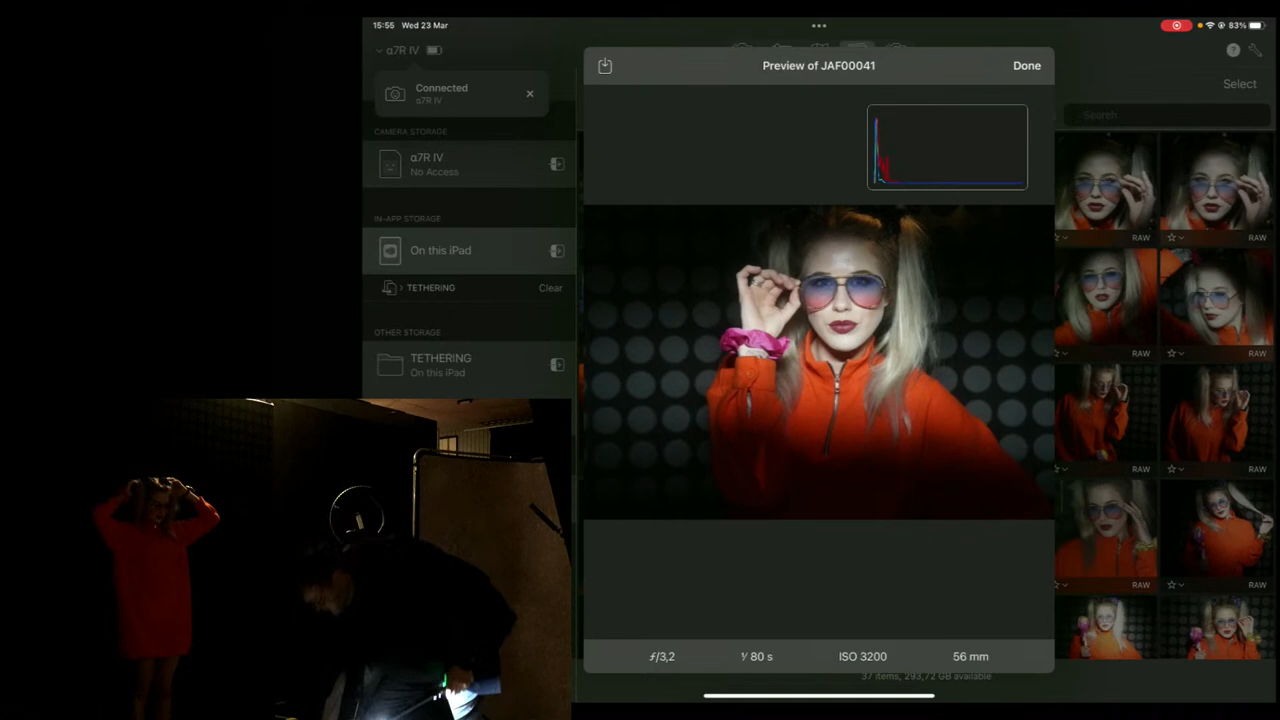 15:55 Wed 23 Mar
83%
α7R IV
Connected
α7R IV
CAMERA STORAGE
α7R IV
No Access
IN-APP STORAGE
On this iPad
TETHERING
Clear
OTHER STORAGE
TETHERING
On this iPad
Preview of JAF00041
Done
Select
Search
RAW
RAW
RAW
RAW
RAW
RAW
RAW
RAW
ƒ/3,2
¹⁄ 80 s
ISO 3200
56 mm
37 items, 293,72 GB available